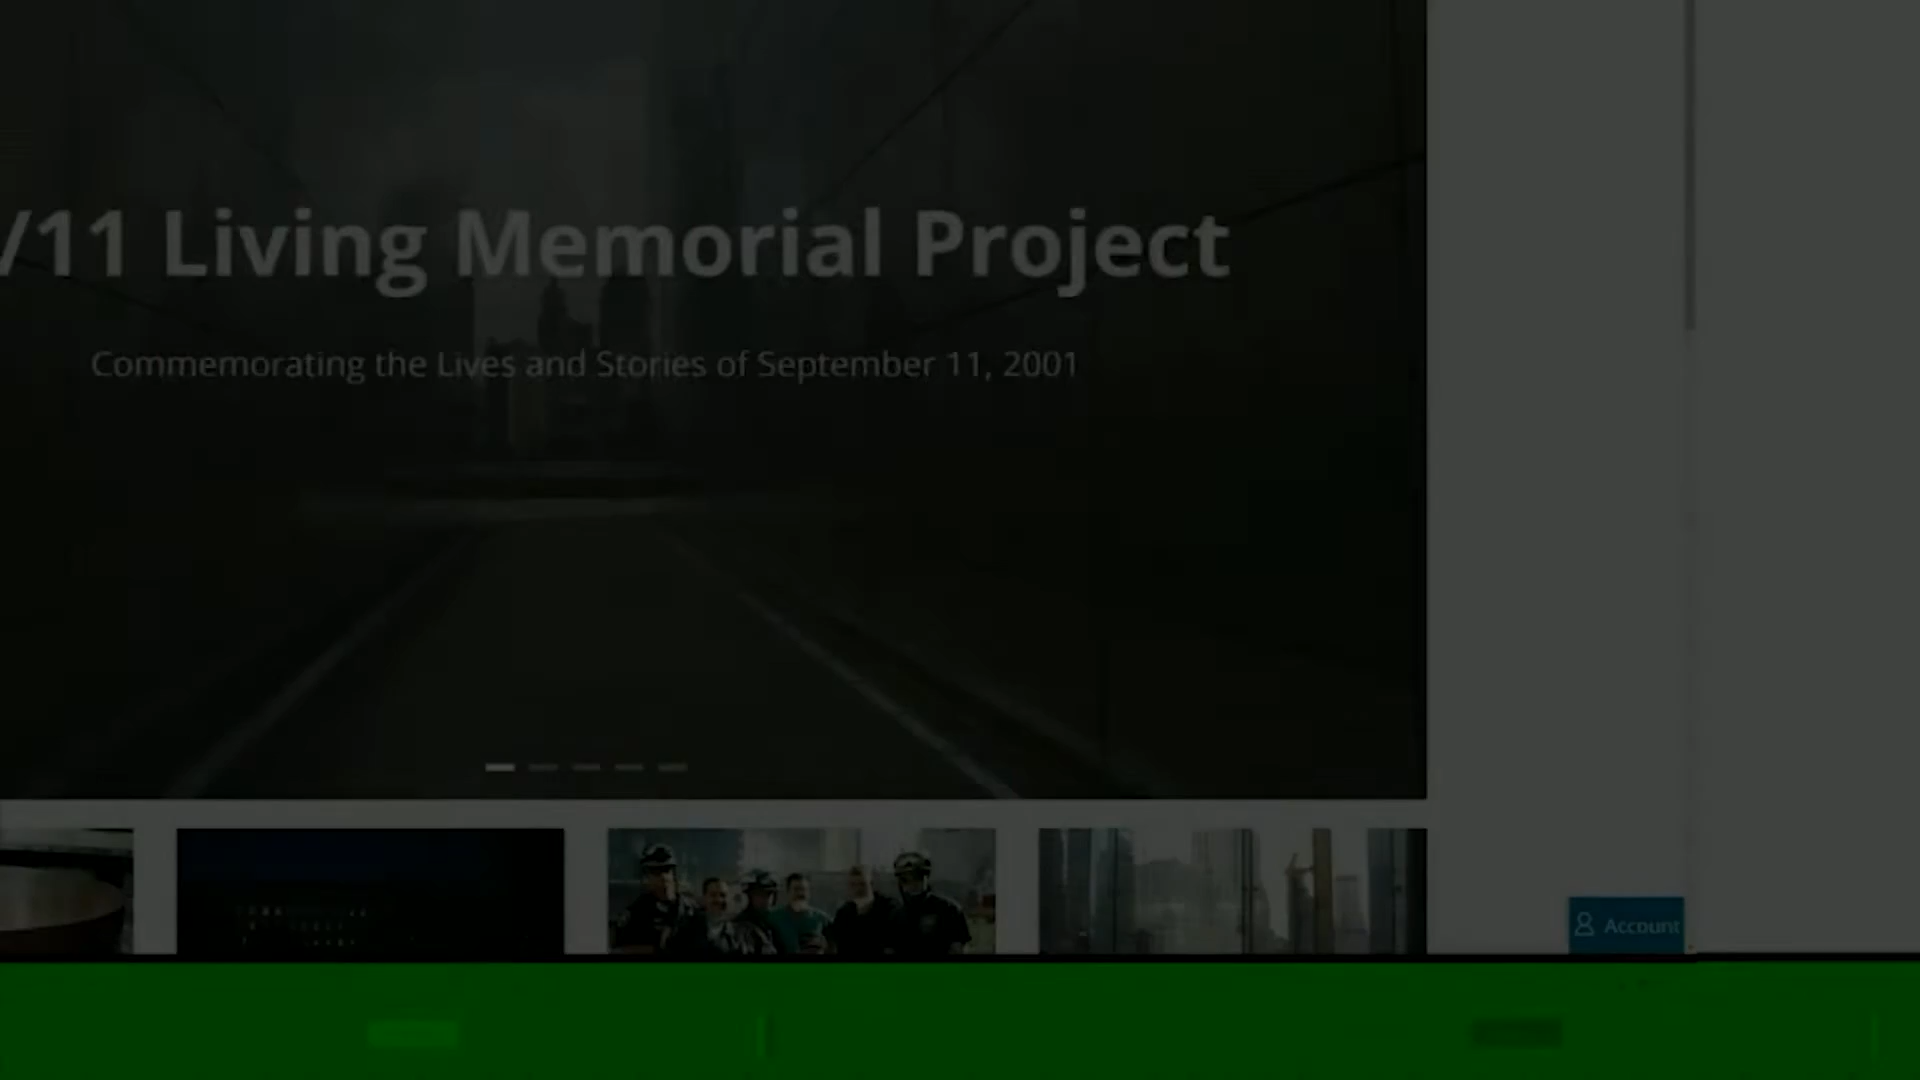 /11 Living Memorial Project
Commemorating the Lives and Stories of September 11, 2001
Account